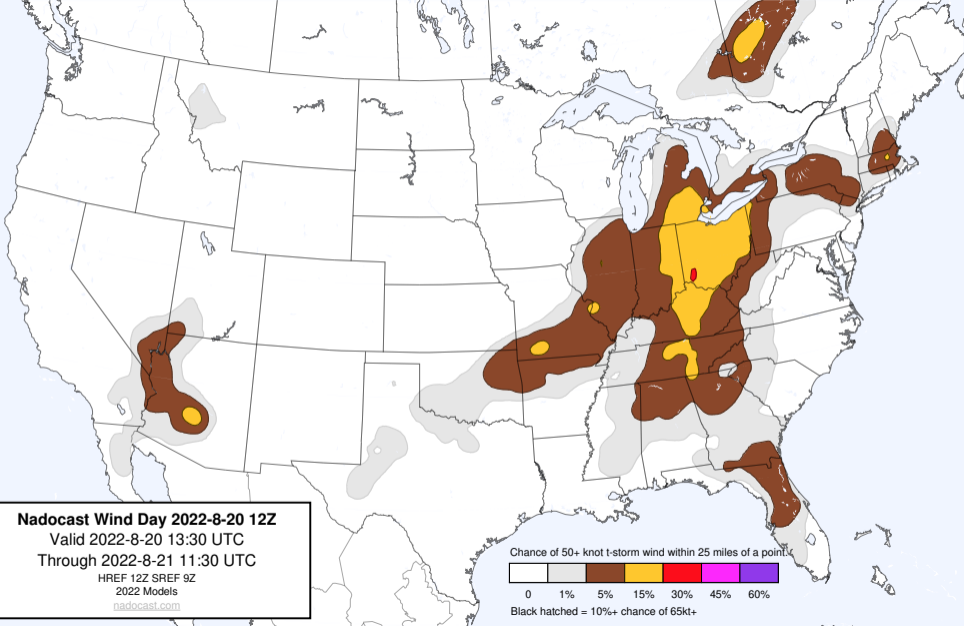 Nadocast Wind Day 2022-8-20 12Z
Valid 2022-8-20 13:30 UTC
Through 2022-8-21 11:30 UTC
HREF 12Z SREF 9Z
2022 Models
nadocast.com
Chance of 50+ knot t-storm wind within 25 miles of a point.
0 1% 5% 15% 30% 45% 60%
Black hatched = 10%+ chance of 65kt+